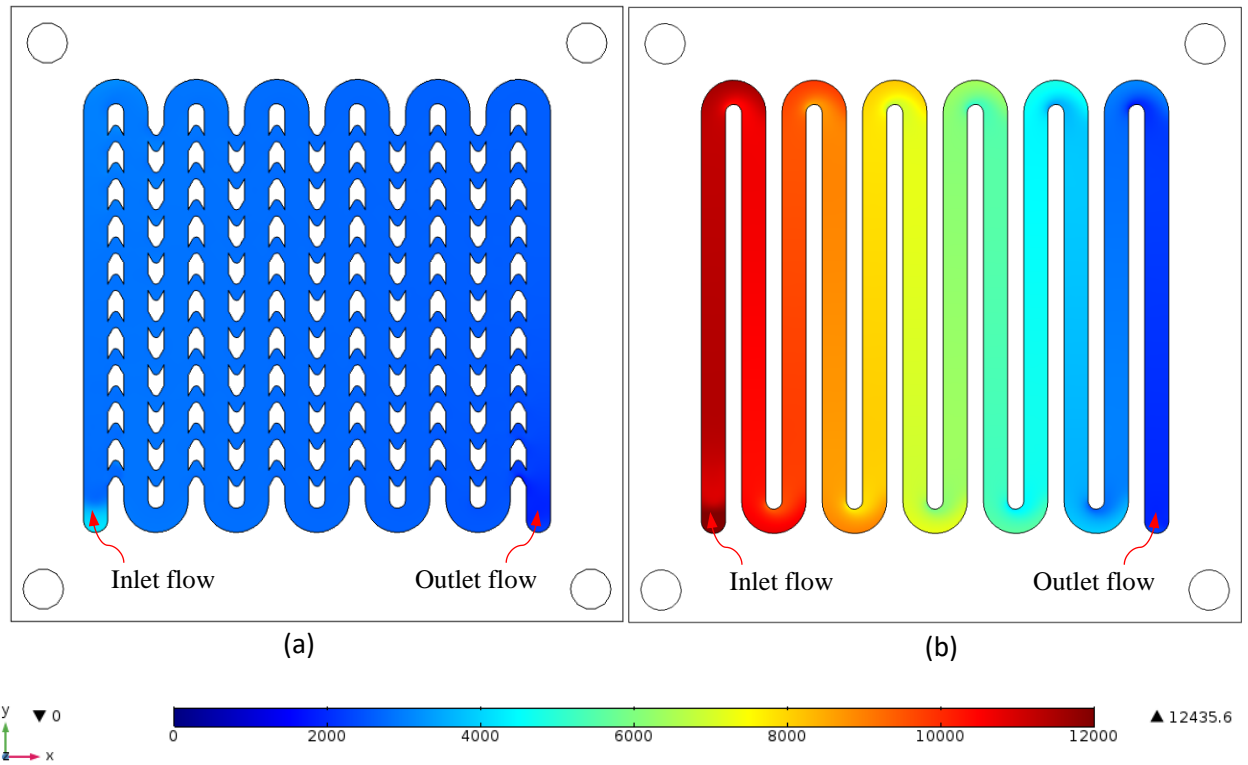 Inlet flow
Outlet flow
Inlet flow
Outlet flow
(a)
(b)
y
▼ 0
▲ 12435.6
z
x
0
2000
4000
6000
8000
10000
12000